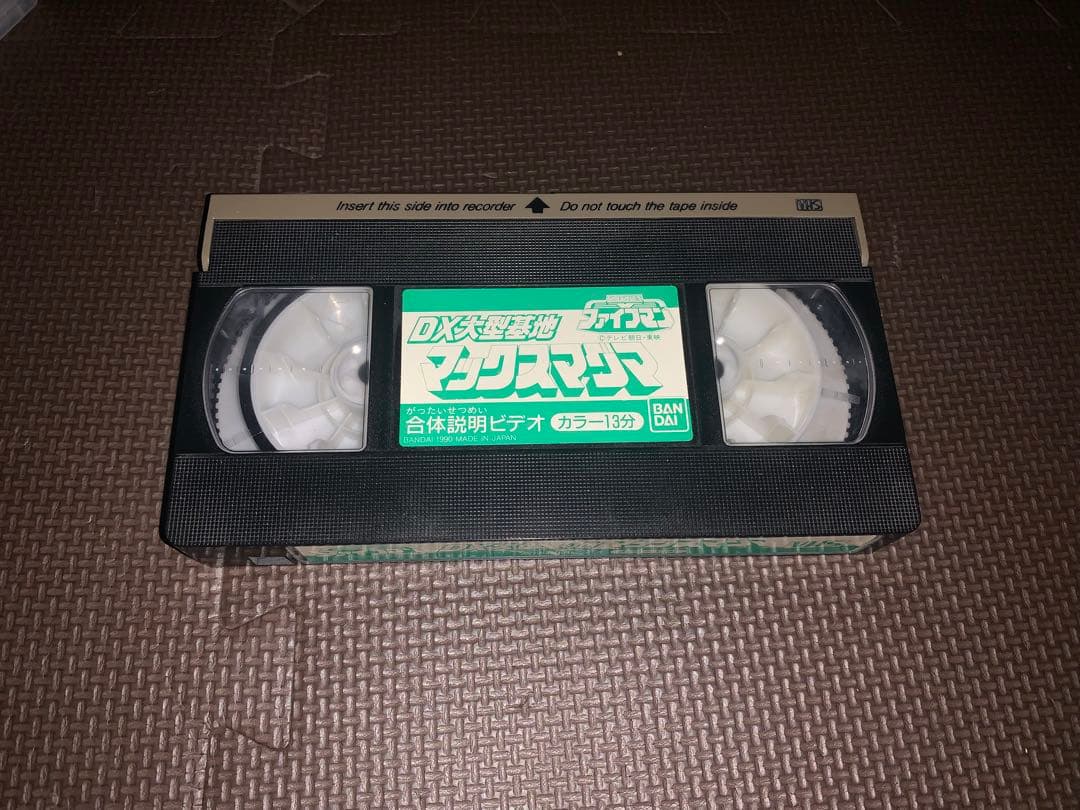 Insert this side into recorder Do not touch the tape inside VHS
DX大型基地
ファイブマン
©テレビ朝日・東映
マックスマグマ
がったいせつめい
合体説明ビデオ カラー13分
BAN
DAI
BANDAI 1990 MADE IN JAPAN